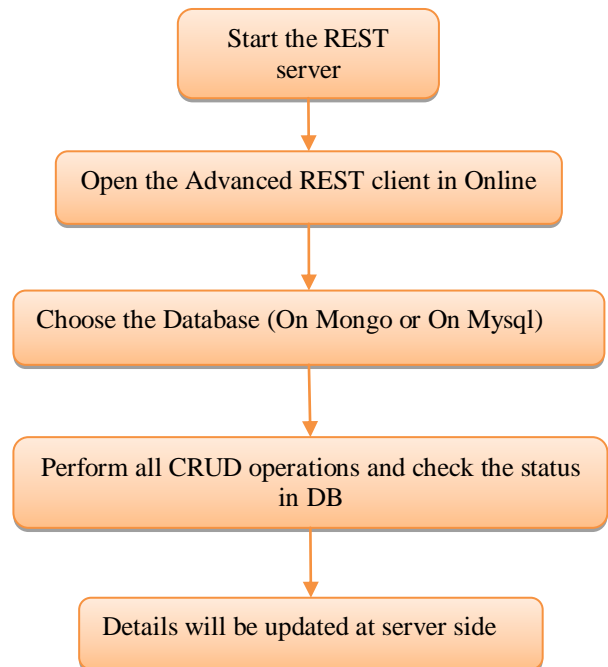 Start the REST
server
Open the Advanced REST client in Online
Choose the Database (On Mongo or On Mysql)
Perform all CRUD operations and check the status
in DB
Details will be updated at server side